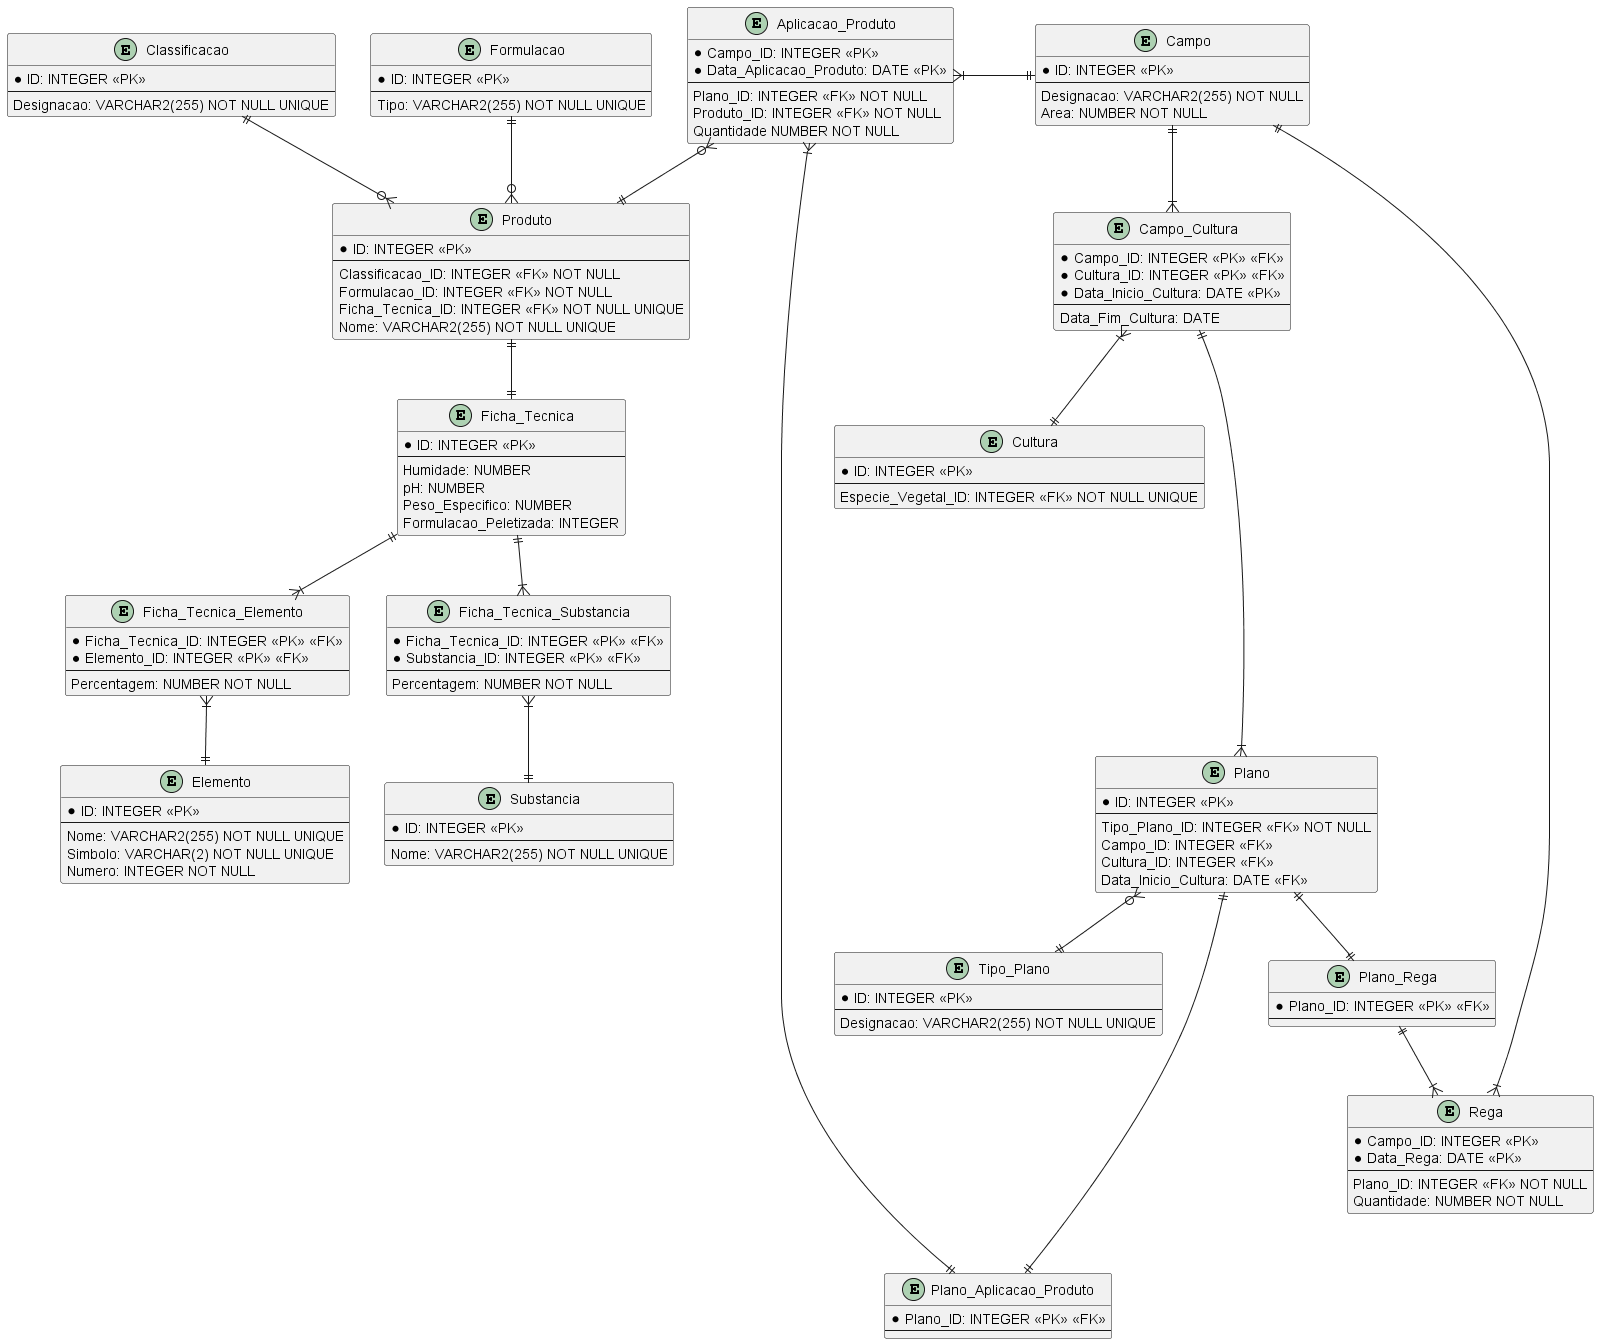 E Classificacao
* ID: INTEGER «PK»
Designacao: VARCHAR2(255) NOT NULL UNIQUE
E Formulacao
* ID: INTEGER «PK»
Tipo: VARCHAR2(255) NOT NULL UNIQUE
E Aplicacao_Produto
* Campo_ID: INTEGER «PK»
* Data_Aplicacao_Produto: DATE «PK»
Plano_ID: INTEGER «FK» NOT NULL
Produto_ID: INTEGER «FK» NOT NULL
Quantidade NUMBER NOT NULL
E Campo
* ID: INTEGER «PK»
Designacao: VARCHAR2(255) NOT NULL
Area: NUMBER NOT NULL
E Produto
* ID: INTEGER «PK»
Classificacao_ID: INTEGER «FK» NOT NULL
Formulacao_ID: INTEGER «FK» NOT NULL
Ficha_Tecnica_ID: INTEGER «FK» NOT NULL UNIQUE
Nome: VARCHAR2(255) NOT NULL UNIQUE
E Campo_Cultura
* Campo_ID: INTEGER «PK» «FK»
* Cultura_ID: INTEGER «PK» «FK»
* Data_Inicio_Cultura: DATE «PK»
Data_Fim_Cultura: DATE
E Ficha_Tecnica
* ID: INTEGER «PK»
Humidade: NUMBER
pH: NUMBER
Peso_Especifico: NUMBER
Formulacao_Peletizada: INTEGER
E Cultura
* ID: INTEGER «PK»
Especie_Vegetal_ID: INTEGER «FK» NOT NULL UNIQUE
E Ficha_Tecnica_Elemento
* Ficha_Tecnica_ID: INTEGER «PK» «FK»
* Elemento_ID: INTEGER «PK» «FK»
Percentagem: NUMBER NOT NULL
E Ficha_Tecnica_Substancia
* Ficha_Tecnica_ID: INTEGER «PK» «FK»
* Substancia_ID: INTEGER «PK» «FK»
Percentagem: NUMBER NOT NULL
E Elemento
* ID: INTEGER «PK»
Nome: VARCHAR2(255) NOT NULL UNIQUE
Simbolo: VARCHAR(2) NOT NULL UNIQUE
Numero: INTEGER NOT NULL
E Substancia
* ID: INTEGER «PK»
Nome: VARCHAR2(255) NOT NULL UNIQUE
E Plano
* ID: INTEGER «PK»
Tipo_Plano_ID: INTEGER «FK» NOT NULL
Campo_ID: INTEGER «FK»
Cultura_ID: INTEGER «FK»
Data_Inicio_Cultura: DATE «FK»
E Tipo_Plano
* ID: INTEGER «PK»
Designacao: VARCHAR2(255) NOT NULL UNIQUE
E Plano_Rega
* Plano_ID: INTEGER «PK» «FK»
E Rega
* Campo_ID: INTEGER «PK»
* Data_Rega: DATE «PK»
Plano_ID: INTEGER «FK» NOT NULL
Quantidade: NUMBER NOT NULL
E Plano_Aplicacao_Produto
* Plano_ID: INTEGER «PK» «FK»